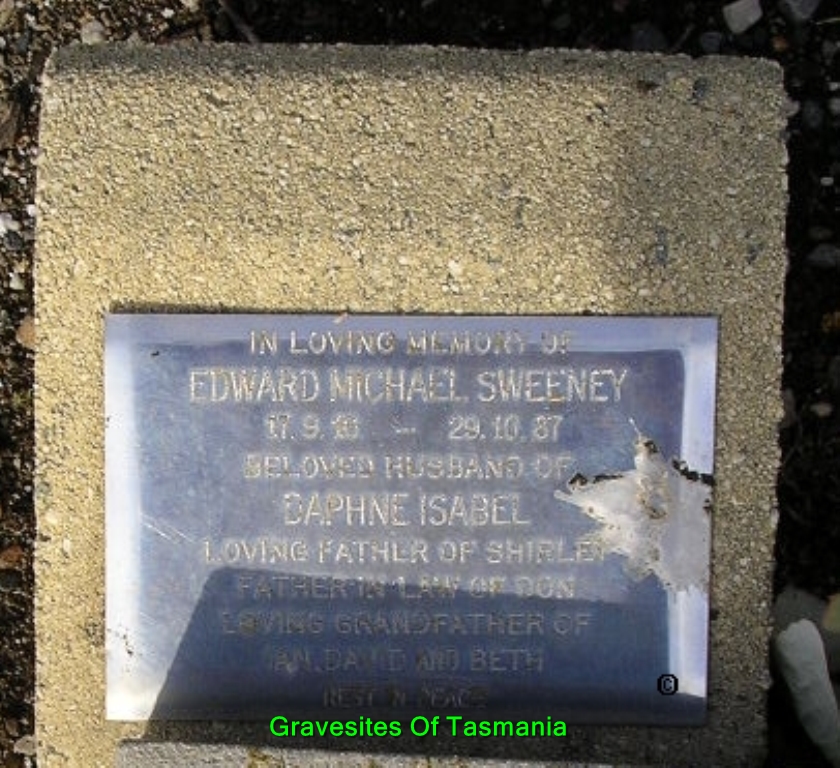 IN LOVING MEMORY OF
EDWARD MICHAEL SWEENEY
17.9.16 — 29.10.87
BELOVED HUSBAND OF
DAPHNE ISABEL
LOVING FATHER OF SHIRLEY
FATHER IN LAW OF DON
LOVING GRANDFATHER OF
IAN, DAVID AND BETH
REST IN PEACE
©
Gravesites Of Tasmania